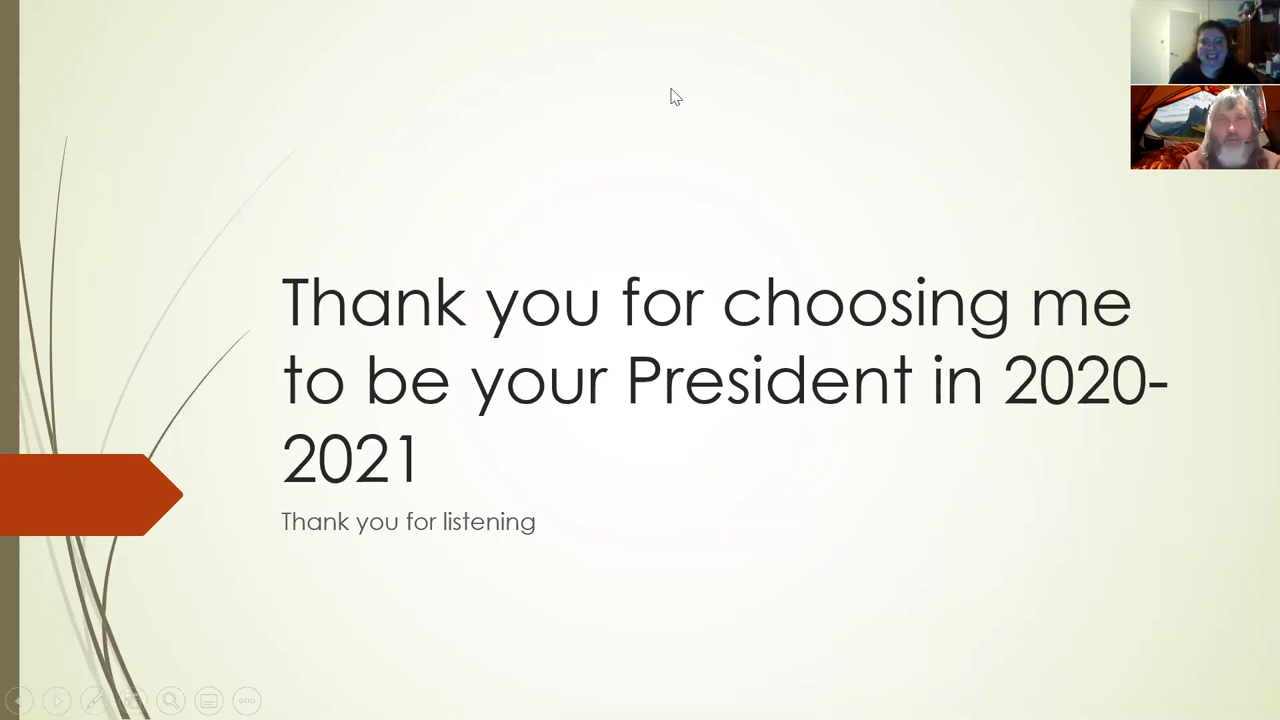 Thank you for choosing me
to be your President in 2020-
2021
Thank you for listening